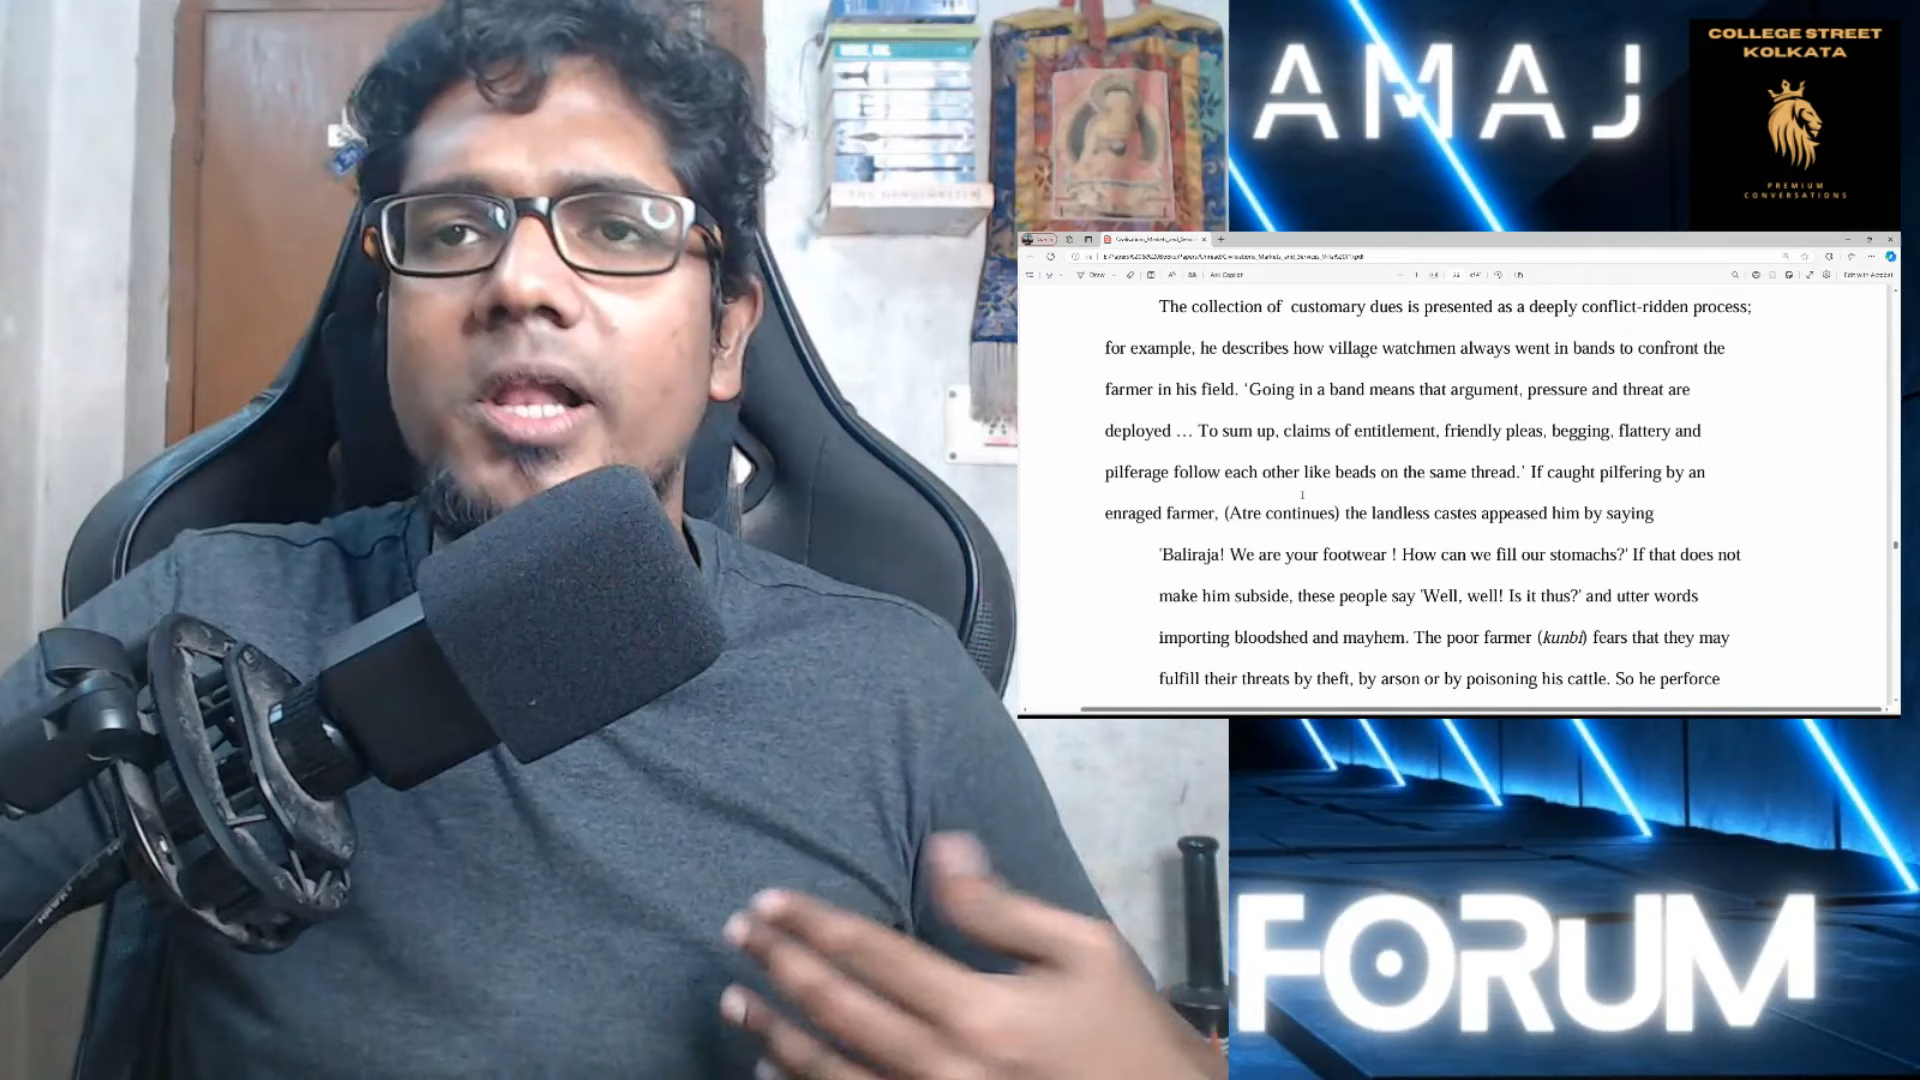 AMAJ
COLLEGE STREET
KOLKATA
PREMIUM
CONVERSATIONS
Draw
Ask Copilot
Edit with Acrobat
The collection of customary dues is presented as a deeply conflict-ridden process;
for example, he describes how village watchmen always went in bands to confront the
farmer in his field. ‘Going in a band means that argument, pressure and threat are
deployed … To sum up, claims of entitlement, friendly pleas, begging, flattery and
pilferage follow each other like beads on the same thread.’ If caught pilfering by an
enraged farmer, (Atre continues) the landless castes appeased him by saying
'Baliraja! We are your footwear ! How can we fill our stomachs?' If that does not
make him subside, these people say 'Well, well! Is it thus?' and utter words
importing bloodshed and mayhem. The poor farmer (kunbi) fears that they may
fulfill their threats by theft, by arson or by poisoning his cattle. So he perforce
FORUM